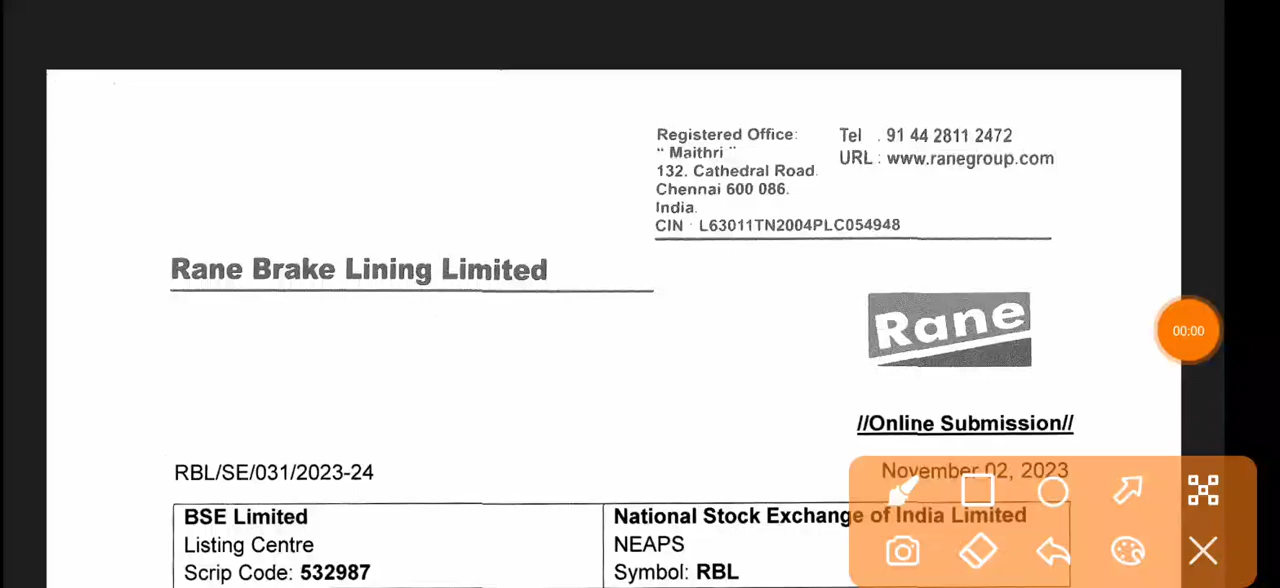 Registered Office:
" Maithri "
132. Cathedral Road.
Chennai 600 086.
India.
CIN : L63011TN2004PLC054948
Tel . 91 44 2811 2472
URL : www.ranegroup.com
Rane Brake Lining Limited
Rane
//Online Submission//
RBL/SE/031/2023-24
November 02, 2023
BSE Limited
Listing Centre
Scrip Code: 532987
National Stock Exchange of India Limited
NEAPS
Symbol: RBL
00:00